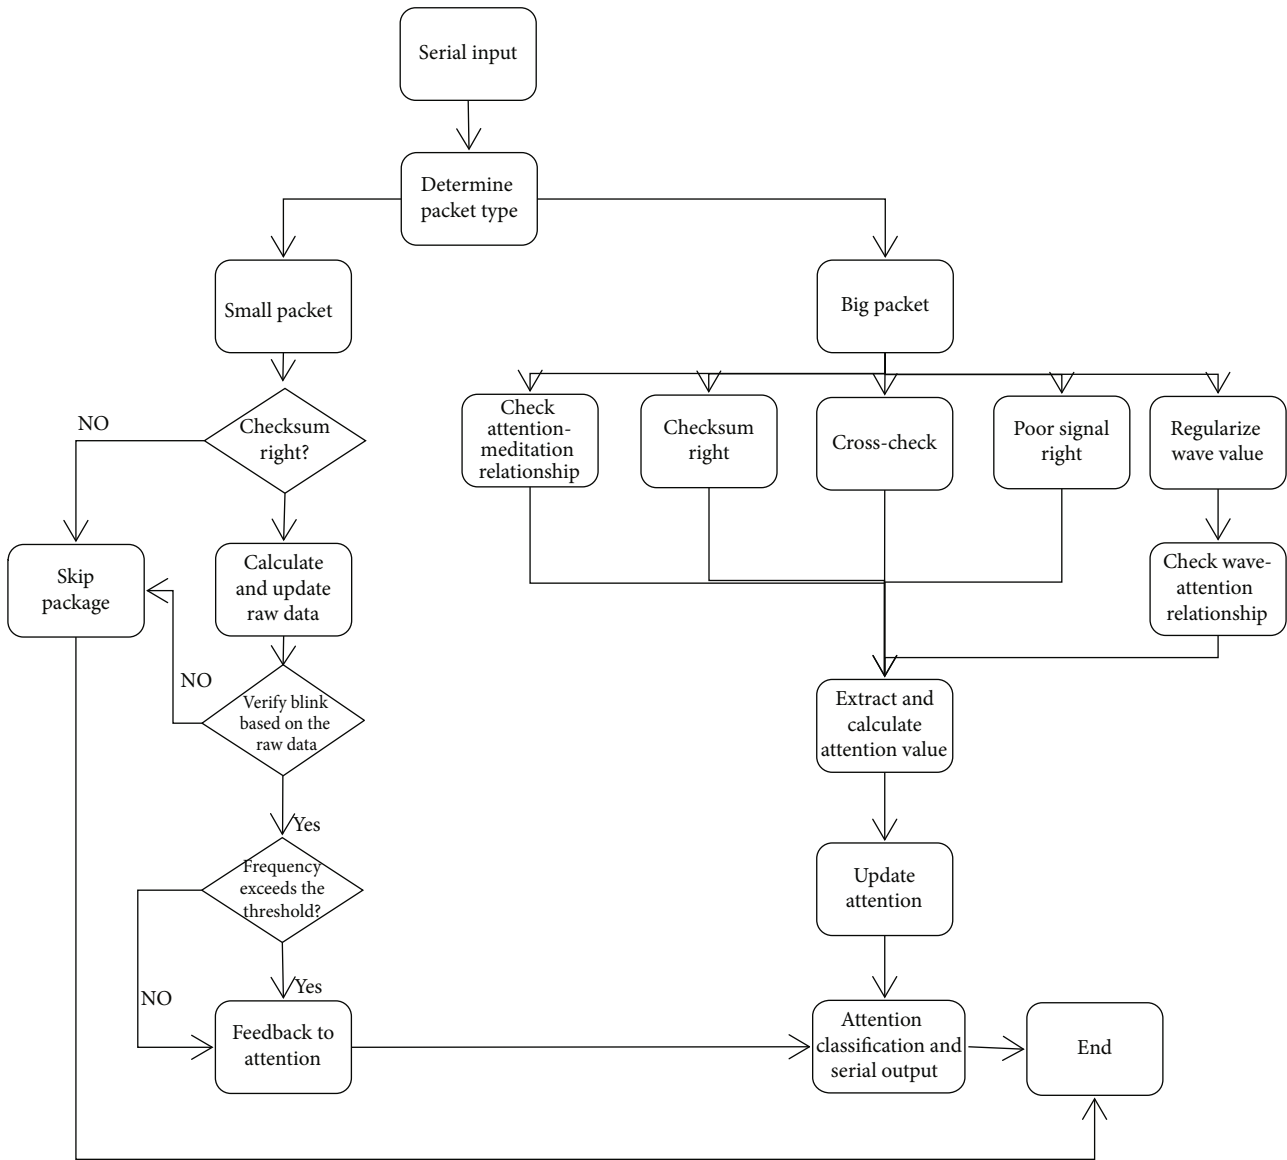 Serial input
Determine
packet type
Small packet
Big packet
Checksum
right?
NO
Check
attention-
meditation
relationship
Checksum
right
Cross-check
Poor signal
right
Regularize
wave value
Skip
package
Calculate
and update
raw data
Check wave-
attention
relationship
NO
Verify blink
based on the
raw data
Extract and
calculate
attention value
Yes
Frequency
exceeds the
threshold?
Update
attention
NO
Yes
Feedback to
attention
Attention
classification and
serial output
End